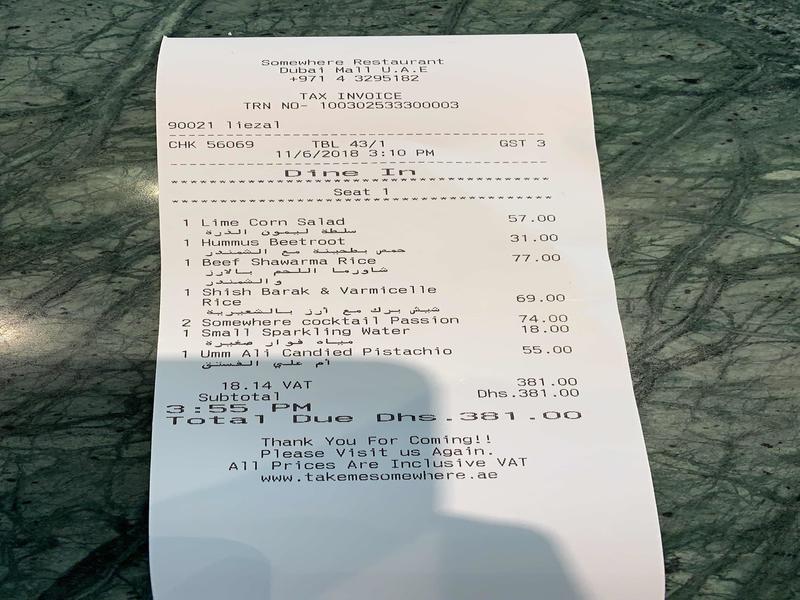 Somewhere Restaurant
Dubai Mall U.A.E
+971 4 3295182
TAX INVOICE
TRN NO- 100302533300003
90021 liezal
CHK 56069 TBL 43/1 GST 3
11/6/2018 3:10 PM
Dine In
Seat 1
1 Lime Corn Salad 57.00
سلطة ليمون الذرة
1 Hummus Beetroot 31.00
حمص بطحينة مع الشمندر
1 Beef Shawarma Rice 77.00
شاورما اللحم بالارز
والشمندر
1 Shish Barak & Varmicelle
Rice 69.00
شيش برك مع أرز بالشعيرية
2 Somewhere cocktail Passion 74.00
1 Small Sparkling Water 18.00
مياه فوار صغيرة
1 Umm Ali Candied Pistachio 55.00
أم علي الفستق
18.14 VAT 381.00
Subtotal Dhs.381.00
3:55 PM
Total Due Dhs.381.00
Thank You For Coming!!
Please Visit us Again.
All Prices Are Inclusive VAT
www.takemesomewhere.ae